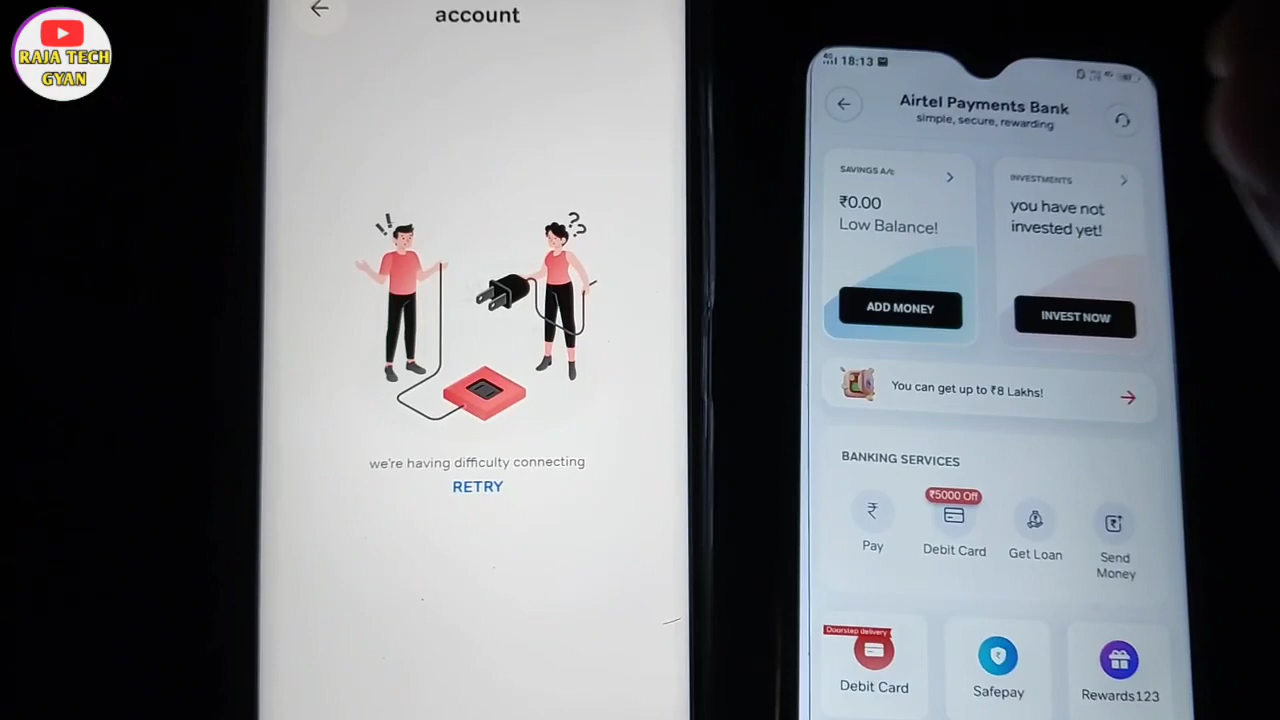 RAJA TECH
GYAN
account
!!
??
we're having difficulty connecting
RETRY
4G
18:13
Airtel Payments Bank
simple, secure, rewarding
SAVINGS A/c
₹0.00
Low Balance!
ADD MONEY
INVESTMENTS
you have not
invested yet!
INVEST NOW
You can get up to ₹8 Lakhs!
BANKING SERVICES
₹5000 Off
Pay
Debit Card
Get Loan
Send
Money
Doorstep delivery
Debit Card
Safepay
Rewards123